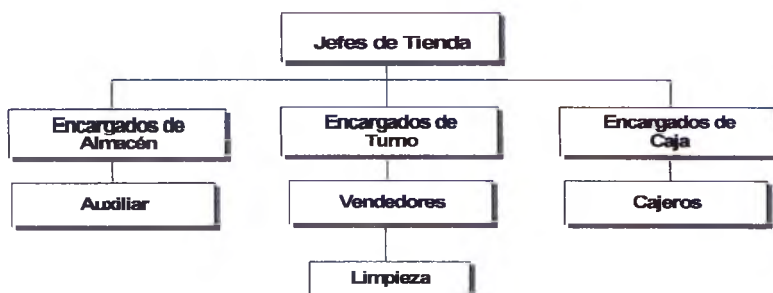 Jefes de Tienda
Encargados de
Almacén
Encargados de
Turno
Encargados de
Caja
Auxiliar
Vendedores
Cajeros
Limpieza